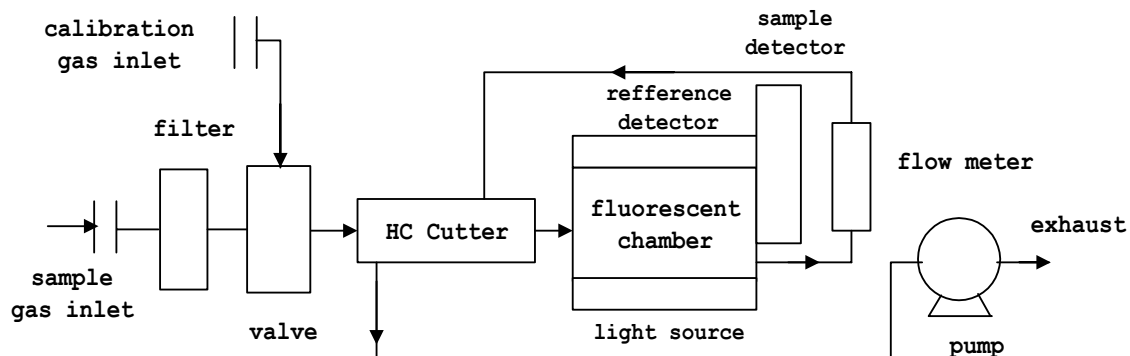 calibration
gas inlet
sample
detector
refference
detector
filter
flow meter
fluorescent
chamber
HC Cutter
exhaust
sample
gas inlet
valve
light source
pump